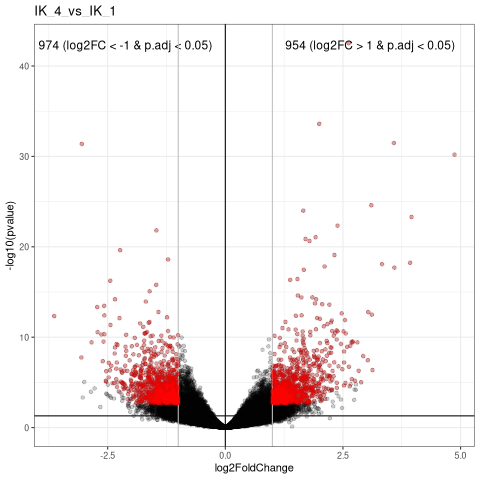 IK_4_vs_IK_1
974 (log2FC < -1 & p.adj < 0.05) 954 (log2FC > 1 & p.adj < 0.05)
40
30
20
10
0
-log10(pvalue)
-2.5 0.0 2.5 5.0
log2FoldChange